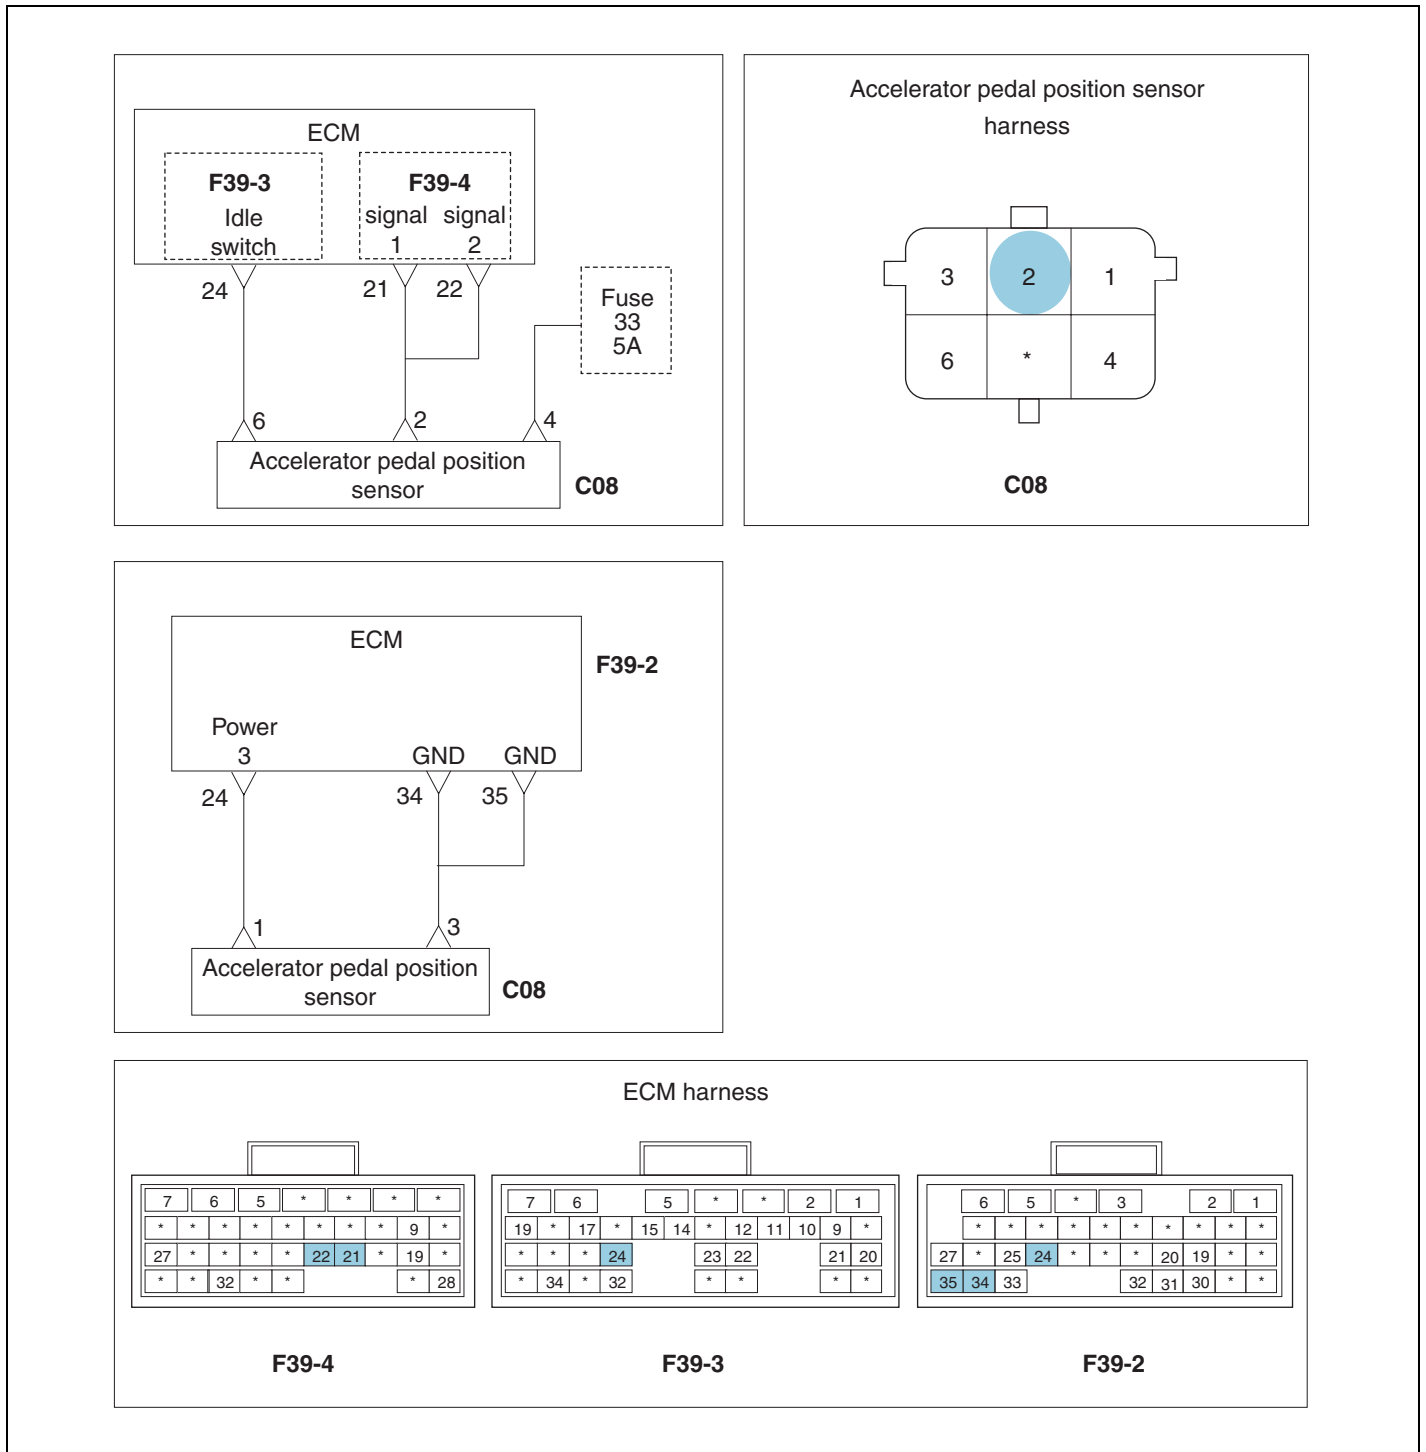 ECM
F39-3
Idle
switch
F39-4
signal signal
1 2
24
21
22
Fuse
33
5A
6
2
4
Accelerator pedal position
sensor
C08
Accelerator pedal position sensor
harness
3 2 1
6 * 4
C08
ECM
F39-2
Power
3
GND GND
24
34
35
1
3
Accelerator pedal position
sensor
C08
ECM harness
7 6 5 * * * *
* * * * * * * * 9 *
27 * * * * 22 21 * 19 *
* * 32 * * * 28
F39-4
7 6 5 * * 2 1
19 * 17 * 15 14 * 12 11 10 9 *
* * * 24 23 22 21 20
* 34 * 32 * * * *
F39-3
6 5 * 3 2 1
* * * * * * * * * *
27 * 25 24 * * * 20 19 * *
35 34 33 32 31 30 * *
F39-2